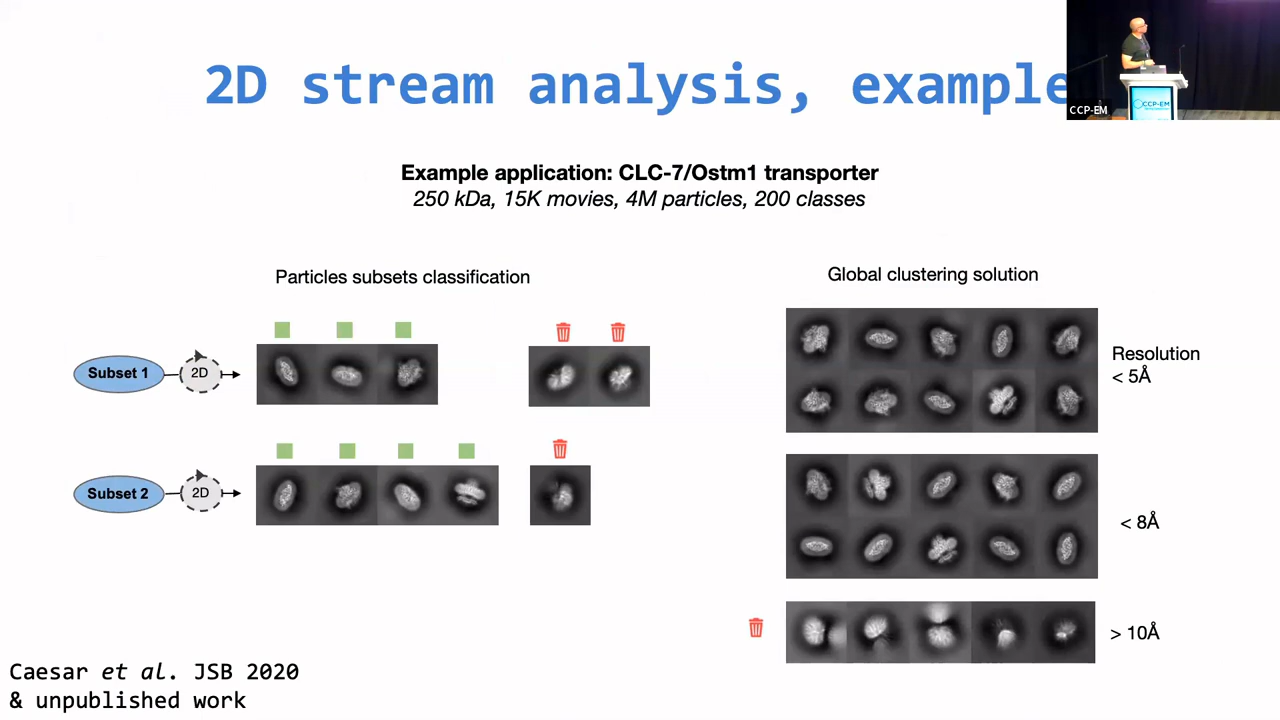 2D stream analysis, example
CCP-EM
CCP-EM
Example application: CLC-7/Ostm1 transporter
250 kDa, 15K movies, 4M particles, 200 classes
Particles subsets classification
Global clustering solution
Subset 1
2D
Resolution
< 5Å
Subset 2
2D
< 8Å
> 10Å
Caesar et al. JSB 2020
& unpublished work